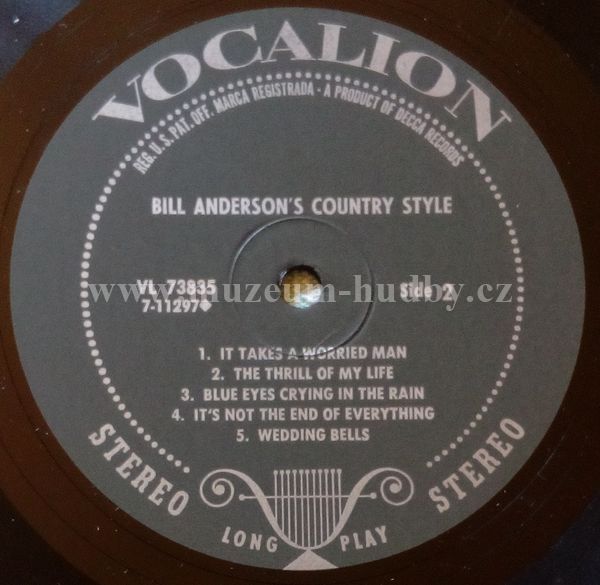 VOCALION
REG. U.S. PAT. OFF. MARCA REGISTRADA · A PRODUCT OF DECCA RECORDS
BILL ANDERSON'S COUNTRY STYLE
VL 73835
7-11297◆
Side 2
www.muzeum-hudby.cz
1. IT TAKES A WORRIED MAN
2. THE THRILL OF MY LIFE
3. BLUE EYES CRYING IN THE RAIN
4. IT'S NOT THE END OF EVERYTHING
5. WEDDING BELLS
STEREO
LONG PLAY
STEREO